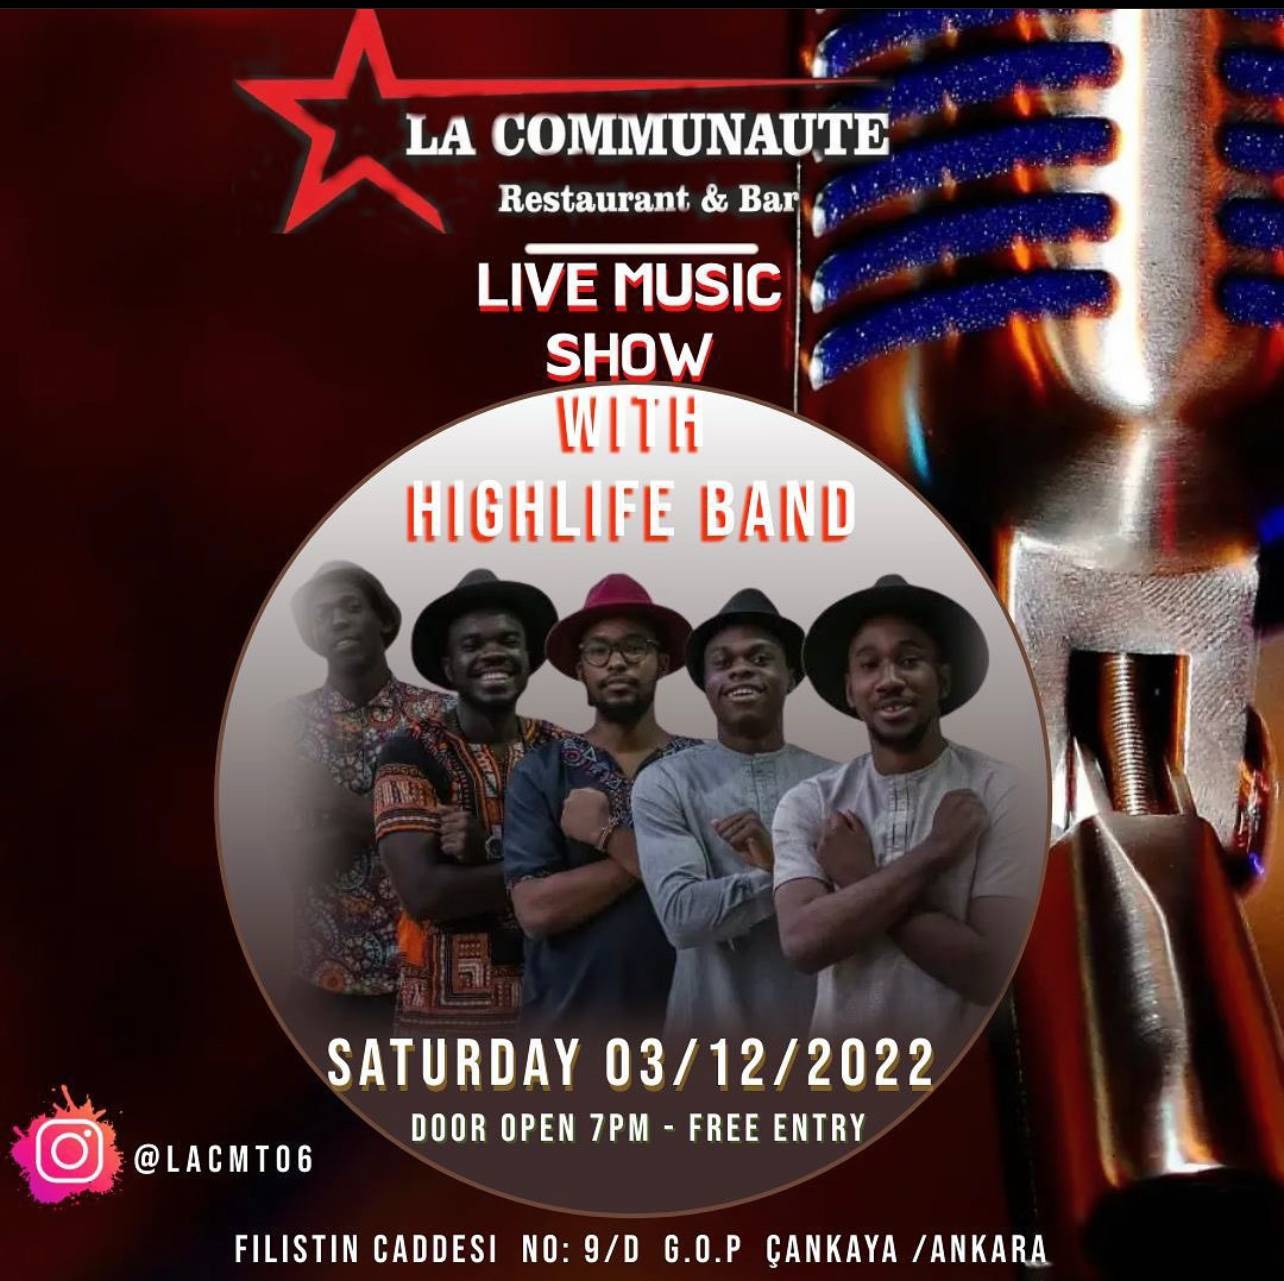 LA COMMUNAUTE
Restaurant & Bar
LIVE MUSIC
SHOW
WITH
HIGHLIFE BAND
SATURDAY 03/12/2022
DOOR OPEN 7PM - FREE ENTRY
@LACMT06
FILISTIN CADDESI NO: 9/D G.O.P ÇANKAYA /ANKARA